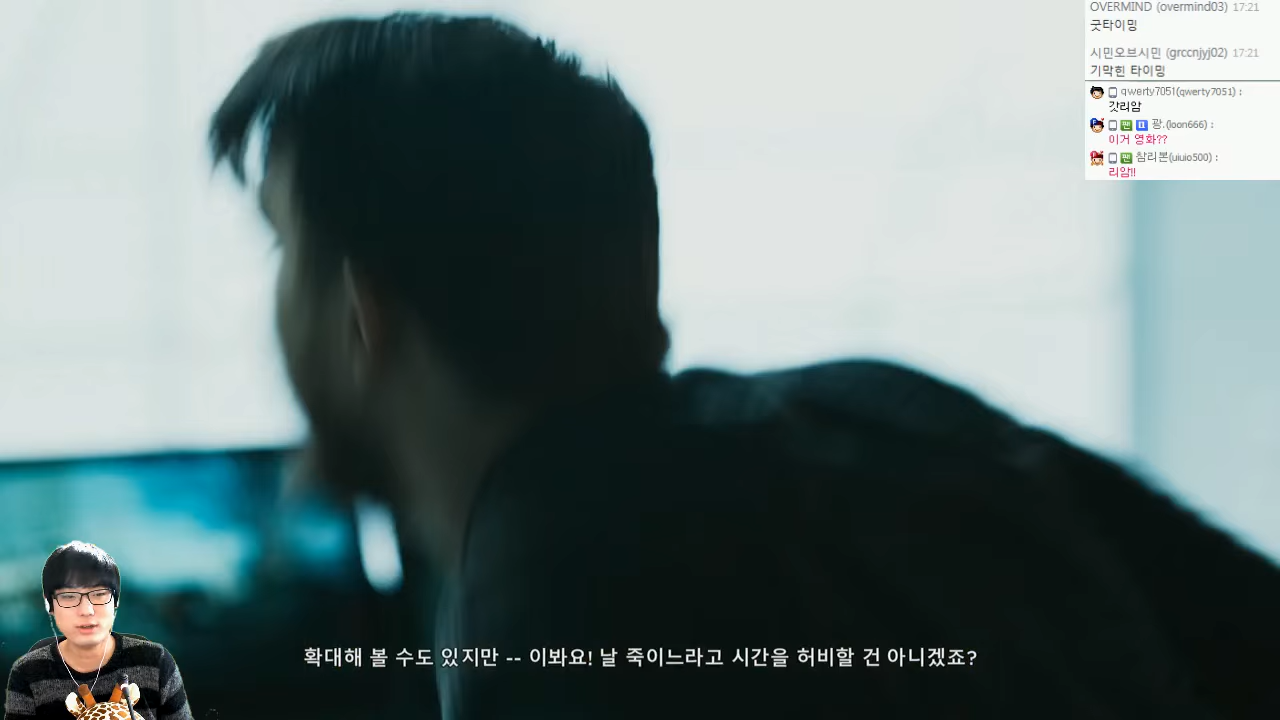 OVERMIND (overmind03) 17:21
굿타이밍
시민오브시민 (grccnjyj02) 17:21
기막힌 타이밍
qwerty7051(qwerty7051) :
갓리암
팬 광.(loon666) :
이거 영화??
팬 참리본(uiuio500) :
리암!!
확대해 볼 수도 있지만 -- 이봐요! 날 죽이느라고 시간을 허비할 건 아니겠죠?